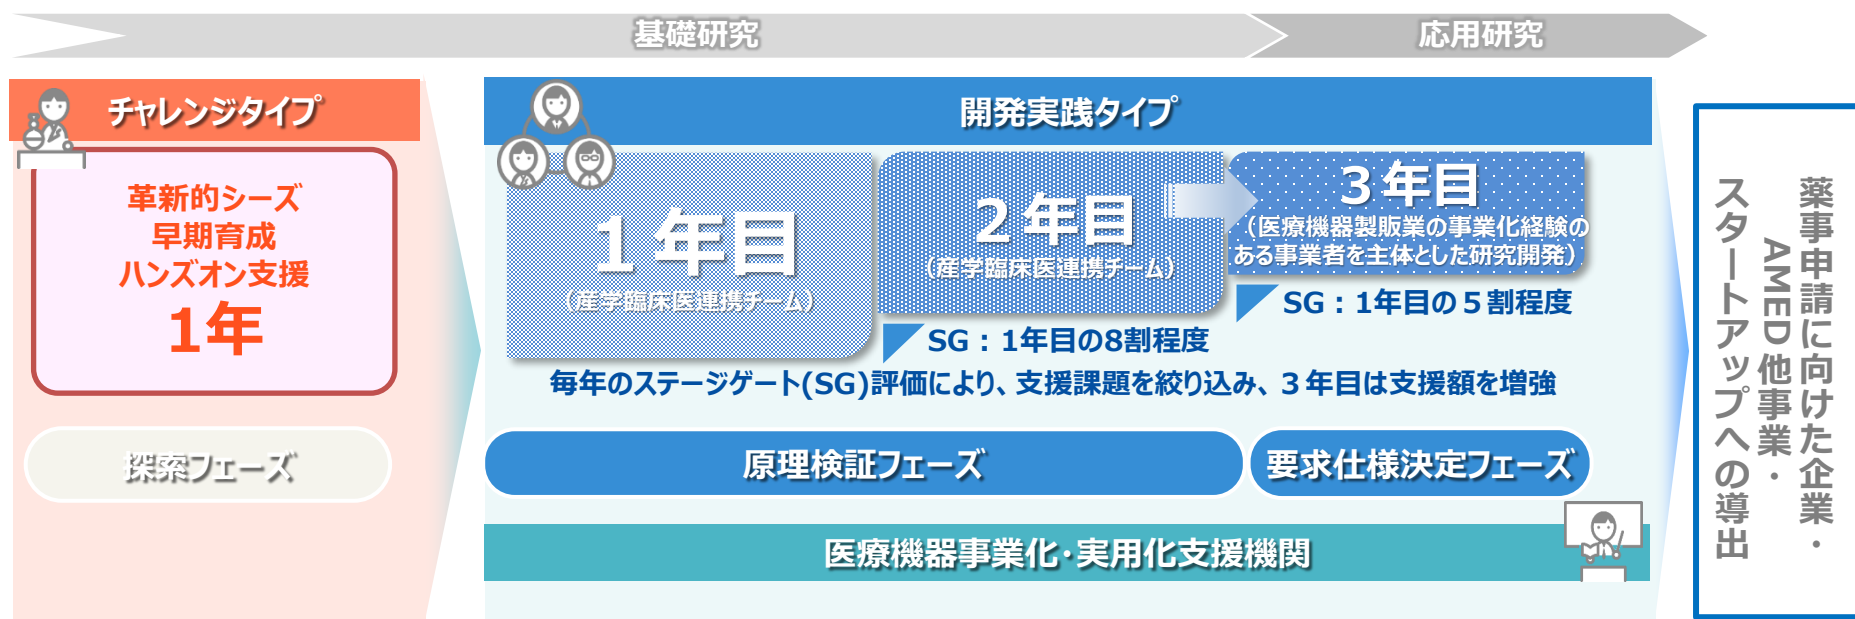 基礎研究
応用研究
チャレンジタイプ
革新的シーズ
早期育成
ハンズオン支援
1年
探索フェーズ
開発実践タイプ
１年目
（産学臨床医連携チーム）
２年目
（産学臨床医連携チーム）
３年目
（医療機器製販業の事業化経験の
ある事業者を主体とした研究開発）
SG：1年目の8割程度
SG：1年目の５割程度
毎年のステージゲート(SG)評価により、支援課題を絞り込み、３年目は支援額を増強
原理検証フェーズ
要求仕様決定フェーズ
医療機器事業化･実用化支援機関
薬事申請に向けた企業・
AMED他事業・
スタートアップへの導出